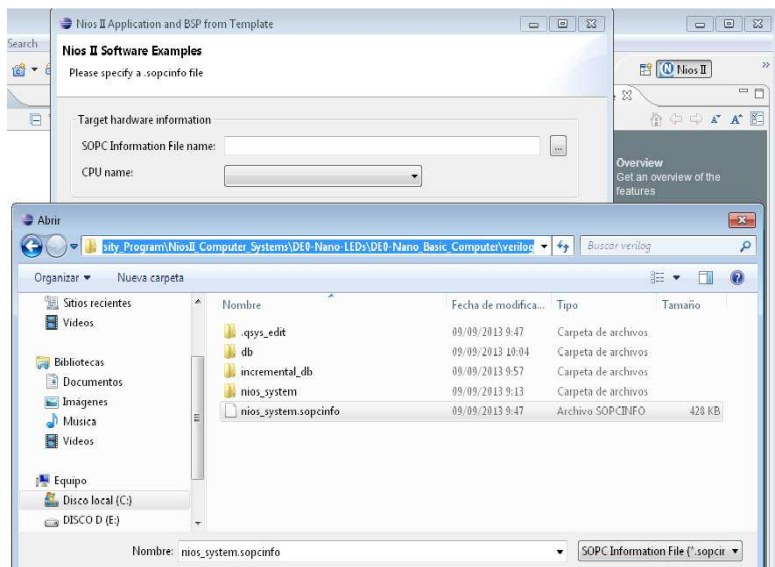 Nios II Application and BSP from Template
Search
Nios II Software Examples
Please specify a .sopcinfo file
Nios II
Target hardware information
SOPC Information File name:
...
CPU name:
Overview
Get an overview of the
features
Abrir
sity_Program\NiosII_Computer_Systems\DE0-Nano-LEDs\DE0-Nano_Basic_Computer\verilog
Buscar verilog
Organizar
Nueva carpeta
Sitios recientes
Videos
Bibliotecas
Documentos
Imágenes
Música
Videos
Equipo
Disco local (C:)
DISCO D (E:)
Nombre Fecha de modifica... Tipo Tamaño
.qsys_edit 09/09/2013 9:47 Carpeta de archivos
db 09/09/2013 10:04 Carpeta de archivos
incremental_db 09/09/2013 9:57 Carpeta de archivos
nios_system 09/09/2013 9:13 Carpeta de archivos
nios_system.sopcinfo 09/09/2013 9:47 Archivo SOPCINFO 428 KB
Nombre: nios_system.sopcinfo
SOPC Information File (*.sopcir